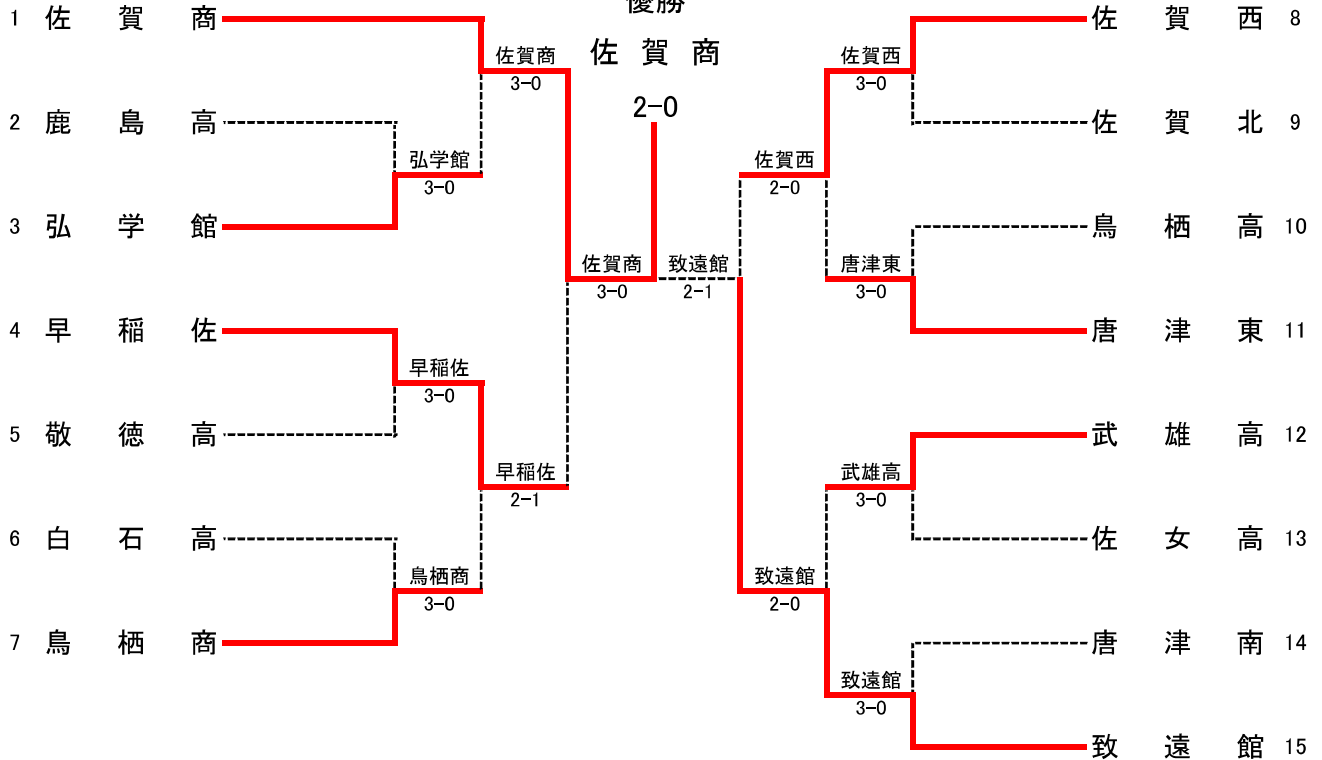 優勝
佐賀商
2-0
1 佐賀商
2 鹿島高
3 弘学館
4 早稲佐
5 敬徳高
6 白石高
7 鳥栖商
弘学館
3-0
早稲佐
3-0
鳥栖商
3-0
佐賀商
3-0
早稲佐
2-1
佐賀商
3-0
致遠館
2-1
佐賀西
2-0
致遠館
2-0
佐賀西
3-0
唐津東
3-0
武雄高
3-0
致遠館
3-0
佐賀西 8
佐賀北 9
鳥栖高 10
唐津東 11
武雄高 12
佐女高 13
唐津南 14
致遠館 15